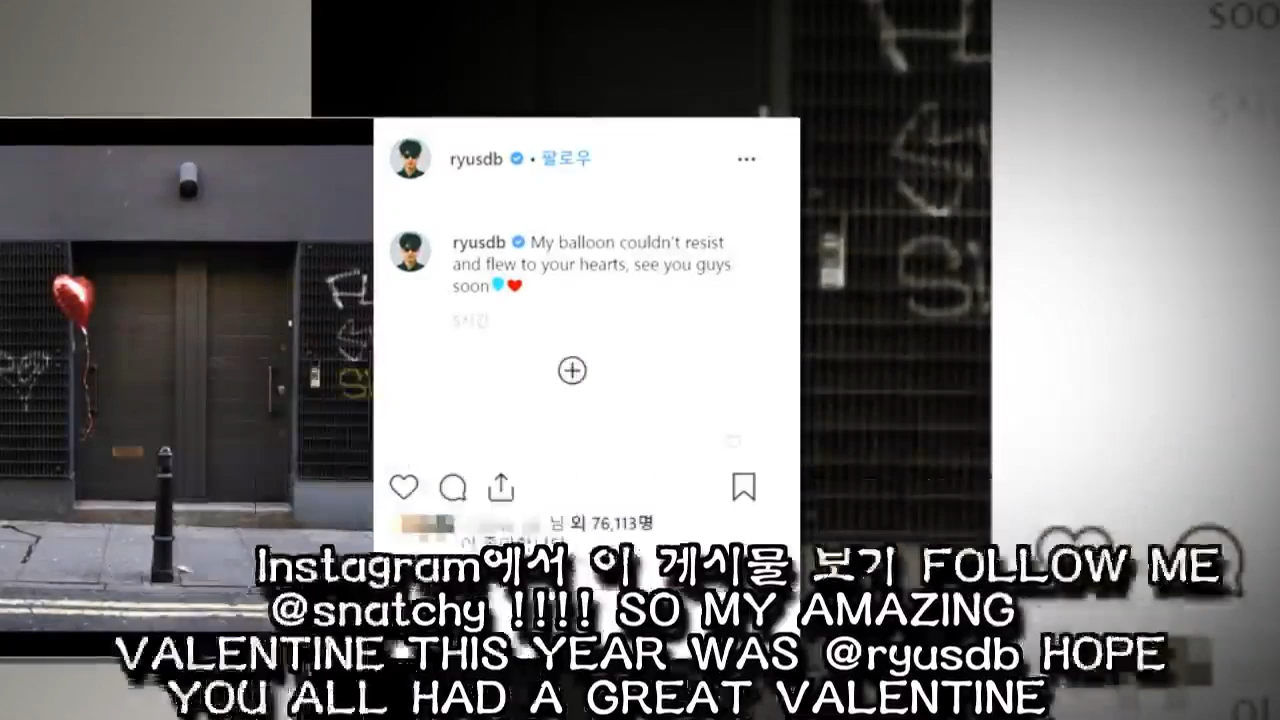 ryusdb • 팔로우
ryusdb My balloon couldn't resist
and flew to your hearts, see you guys
soon
5시간
님 외 76,113명
Instagram에서 이 게시물 보기 FOLLOW ME
@snatchy !!!! SO MY AMAZING
VALENTINE THIS YEAR WAS @ryusdb HOPE
YOU ALL HAD A GREAT VALENTINE